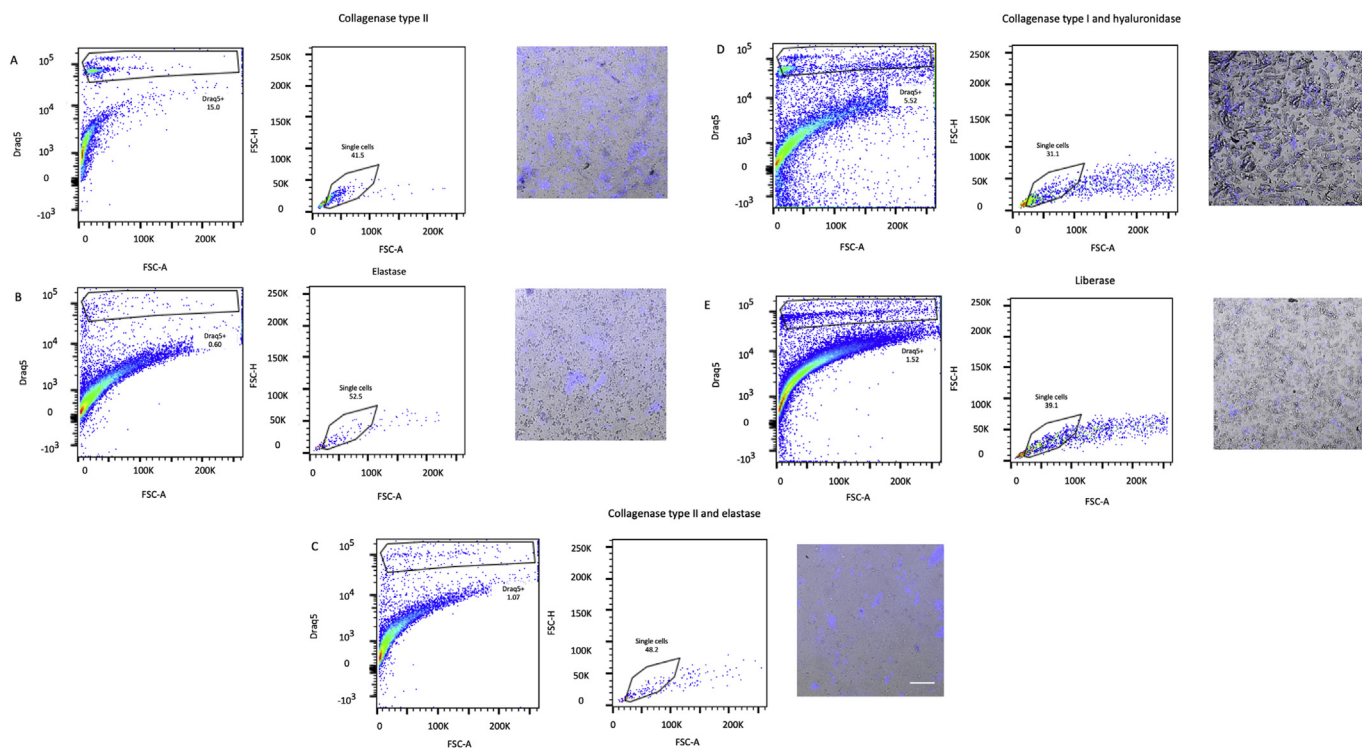 Collagenase type II
A
10⁵
10⁴
10³
0
-10³
Draq5
Draq5+
15.0
0 100K 200K
FSC-A
250K
200K
150K
100K
50K
0
FSC-H
Single cells
41.5
0 100K 200K
FSC-A
Elastase
B
10⁵
10⁴
10³
0
-10³
Draq5
Draq5+
0.60
0 100K 200K
FSC-A
250K
200K
150K
100K
50K
0
FSC-H
Single cells
52.5
0 100K 200K
FSC-A
Collagenase type II and elastase
C
10⁵
10⁴
10³
0
-10³
Draq5
Draq5+
1.07
0 100K 200K
FSC-A
250K
200K
150K
100K
50K
0
FSC-H
Single cells
48.2
0 100K 200K
FSC-A
Collagenase type I and hyaluronidase
D
10⁵
10⁴
10³
0
-10³
Draq5
Draq5+
5.52
0 100K 200K
FSC-A
250K
200K
150K
100K
50K
0
FSC-H
Single cells
31.1
0 100K 200K
FSC-A
Liberase
E
10⁵
10⁴
10³
0
-10³
Draq5
Draq5+
1.52
0 100K 200K
FSC-A
250K
200K
150K
100K
50K
0
FSC-H
Single cells
39.1
0 100K 200K
FSC-A